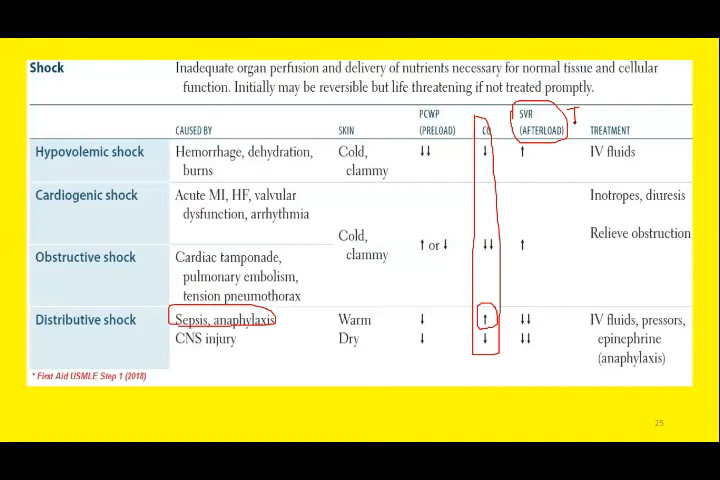 Shock Inadequate organ perfusion and delivery of nutrients necessary for normal tissue and cellular
function. Initially may be reversible but life threatening if not treated promptly.
CAUSED BY SKIN PCWP (PRELOAD) CO SVR (AFTERLOAD) TREATMENT
Hypovolemic shock Hemorrhage, dehydration, Cold, ↓↓ ↓ ↑ IV fluids
burns clammy
Cardiogenic shock Acute MI, HF, valvular Inotropes, diuresis
dysfunction, arrhythmia
Cold, ↑ or ↓ ↓↓ ↑ Relieve obstruction
clammy
Obstructive shock Cardiac tamponade,
pulmonary embolism,
tension pneumothorax
Distributive shock Sepsis, anaphylaxis Warm ↓ ↑ ↓↓ IV fluids, pressors,
CNS injury Dry ↓ ↓ ↓↓ epinephrine
(anaphylaxis)
* First Aid USMLE Step 1 (2018)
25